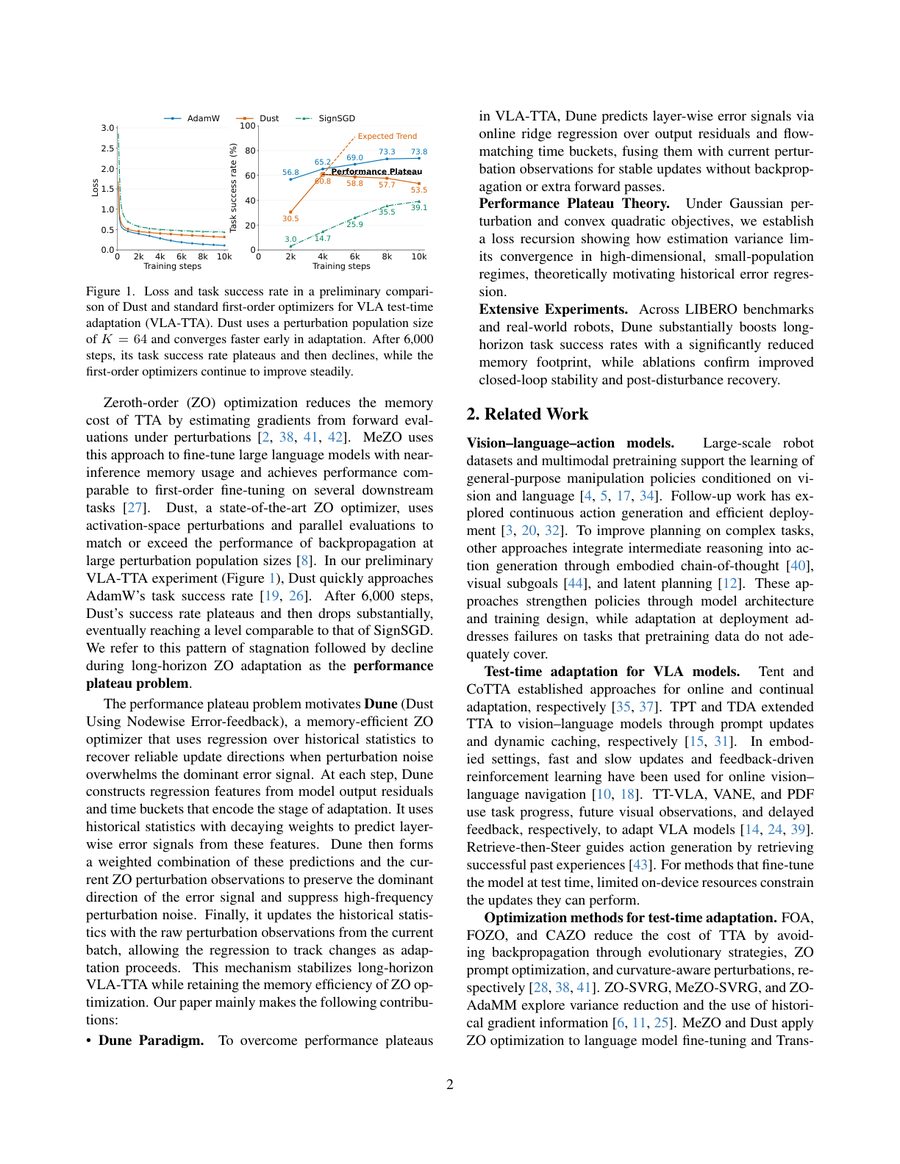 AdamW Dust SignSGD
3.0
2.5
2.0
1.5
1.0
0.5
0.0
Loss
0 2k 4k 6k 8k 10k
Training steps
100
80
60
40
20
0
Task success rate (%)
Expected Trend
56.8 65.2 69.0 73.3 73.8
Performance Plateau
30.5 60.8 58.8 57.7 53.5
3.0 14.7 25.9 35.5 39.1
0 2k 4k 6k 8k 10k
Training steps
Figure 1. Loss and task success rate in a preliminary compari-
son of Dust and standard first-order optimizers for VLA test-time
adaptation (VLA-TTA). Dust uses a perturbation population size
of K = 64 and converges faster early in adaptation. After 6,000
steps, its task success rate plateaus and then declines, while the
first-order optimizers continue to improve steadily.
Zeroth-order (ZO) optimization reduces the memory
cost of TTA by estimating gradients from forward eval-
uations under perturbations [2, 38, 41, 42]. MeZO uses
this approach to fine-tune large language models with near-
inference memory usage and achieves performance com-
parable to first-order fine-tuning on several downstream
tasks [27]. Dust, a state-of-the-art ZO optimizer, uses
activation-space perturbations and parallel evaluations to
match or exceed the performance of backpropagation at
large perturbation population sizes [8]. In our preliminary
VLA-TTA experiment (Figure 1), Dust quickly approaches
AdamW's task success rate [19, 26]. After 6,000 steps,
Dust's success rate plateaus and then drops substantially,
eventually reaching a level comparable to that of SignSGD.
We refer to this pattern of stagnation followed by decline
during long-horizon ZO adaptation as the performance
plateau problem.
The performance plateau problem motivates Dune (Dust
Using Nodewise Error-feedback), a memory-efficient ZO
optimizer that uses regression over historical statistics to
recover reliable update directions when perturbation noise
overwhelms the dominant error signal. At each step, Dune
constructs regression features from model output residuals
and time buckets that encode the stage of adaptation. It uses
historical statistics with decaying weights to predict layer-
wise error signals from these features. Dune then forms
a weighted combination of these predictions and the cur-
rent ZO perturbation observations to preserve the dominant
direction of the error signal and suppress high-frequency
perturbation noise. Finally, it updates the historical statis-
tics with the raw perturbation observations from the current
batch, allowing the regression to track changes as adap-
tation proceeds. This mechanism stabilizes long-horizon
VLA-TTA while retaining the memory efficiency of ZO op-
timization. Our paper mainly makes the following contribu-
tions:
• Dune Paradigm. To overcome performance plateaus
in VLA-TTA, Dune predicts layer-wise error signals via
online ridge regression over output residuals and flow-
matching time buckets, fusing them with current pertur-
bation observations for stable updates without backprop-
agation or extra forward passes.
Performance Plateau Theory. Under Gaussian per-
turbation and convex quadratic objectives, we establish
a loss recursion showing how estimation variance lim-
its convergence in high-dimensional, small-population
regimes, theoretically motivating historical error regres-
sion.
Extensive Experiments. Across LIBERO benchmarks
and real-world robots, Dune substantially boosts long-
horizon task success rates with a significantly reduced
memory footprint, while ablations confirm improved
closed-loop stability and post-disturbance recovery.
2. Related Work
Vision–language–action models. Large-scale robot
datasets and multimodal pretraining support the learning of
general-purpose manipulation policies conditioned on vi-
sion and language [4, 5, 17, 34]. Follow-up work has ex-
plored continuous action generation and efficient deploy-
ment [3, 20, 32]. To improve planning on complex tasks,
other approaches integrate intermediate reasoning into ac-
tion generation through embodied chain-of-thought [40],
visual subgoals [44], and latent planning [12]. These ap-
proaches strengthen policies through model architecture
and training design, while adaptation at deployment ad-
dresses failures on tasks that pretraining data do not ade-
quately cover.
Test-time adaptation for VLA models. Tent and
CoTTA established approaches for online and continual
adaptation, respectively [35, 37]. TPT and TDA extended
TTA to vision–language models through prompt updates
and dynamic caching, respectively [15, 31]. In embod-
ied settings, fast and slow updates and feedback-driven
reinforcement learning have been used for online vision–
language navigation [10, 18]. TT-VLA, VANE, and PDF
use task progress, future visual observations, and delayed
feedback, respectively, to adapt VLA models [14, 24, 39].
Retrieve-then-Steer guides action generation by retrieving
successful past experiences [43]. For methods that fine-tune
the model at test time, limited on-device resources constrain
the updates they can perform.
Optimization methods for test-time adaptation. FOA,
FOZO, and CAZO reduce the cost of TTA by avoid-
ing backpropagation through evolutionary strategies, ZO
prompt optimization, and curvature-aware perturbations, re-
spectively [28, 38, 41]. ZO-SVRG, MeZO-SVRG, and ZO-
AdaMM explore variance reduction and the use of histori-
cal gradient information [6, 11, 25]. MeZO and Dust apply
ZO optimization to language model fine-tuning and Trans-
2